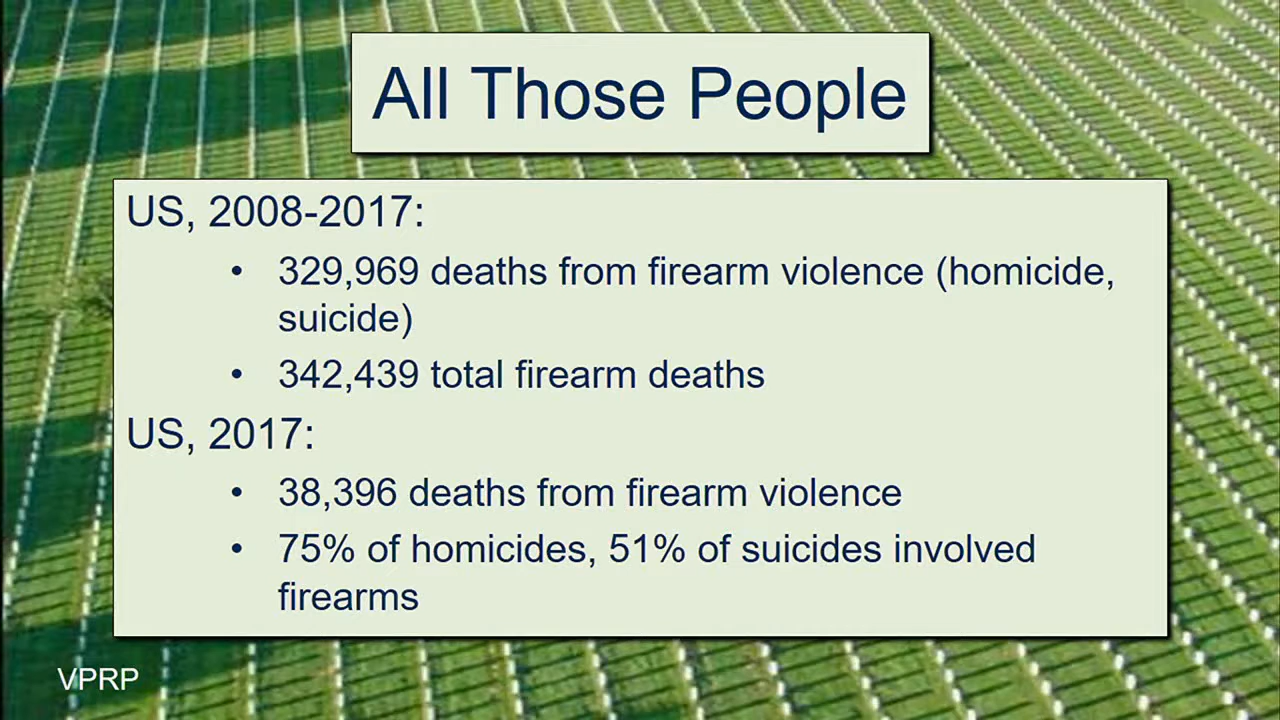 All Those People
US, 2008-2017:
• 329,969 deaths from firearm violence (homicide,
suicide)
• 342,439 total firearm deaths
US, 2017:
• 38,396 deaths from firearm violence
• 75% of homicides, 51% of suicides involved
firearms
VPRP